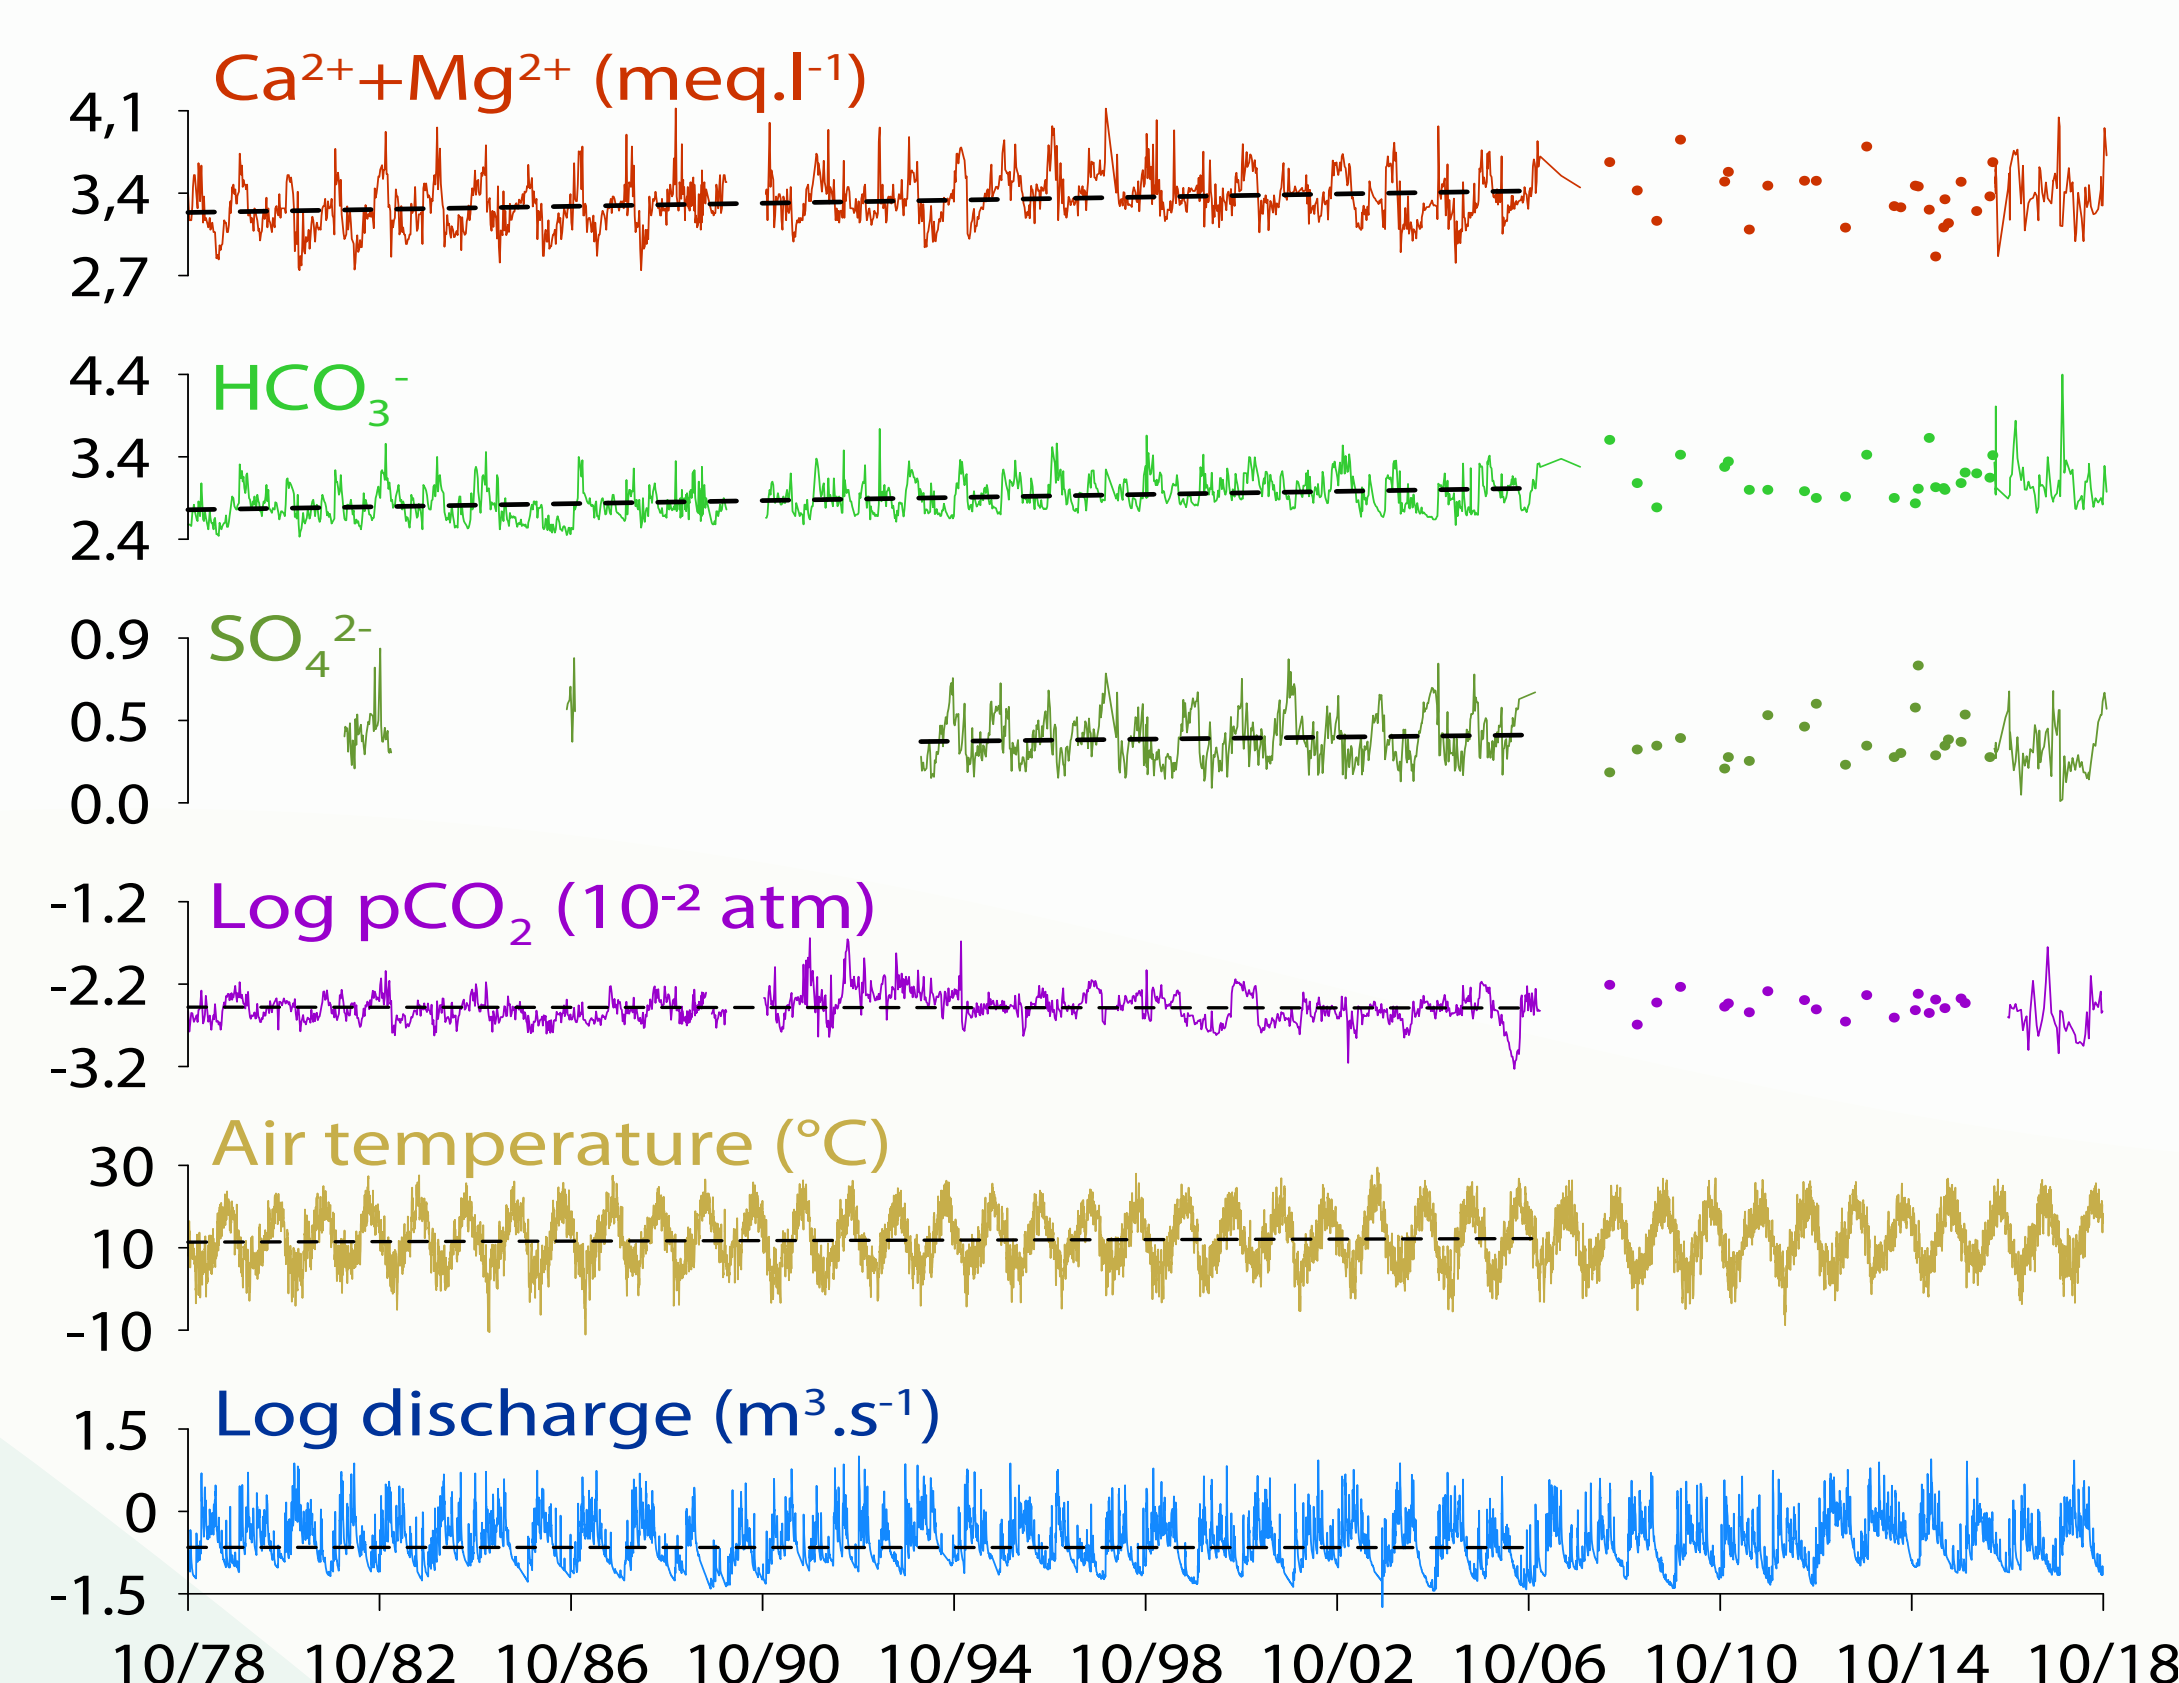 Ca²⁺+Mg²⁺ (meq.l⁻¹)
4,1
3,4
2,7
HCO₃⁻
4.4
3.4
2.4
SO₄²⁻
0.9
0.5
0.0
Log pCO₂ (10⁻² atm)
-1.2
-2.2
-3.2
Air temperature (°C)
30
10
-10
Log discharge (m³.s⁻¹)
1.5
0
-1.5
10/78 10/82 10/86 10/90 10/94 10/98 10/02 10/06 10/10 10/14 10/18